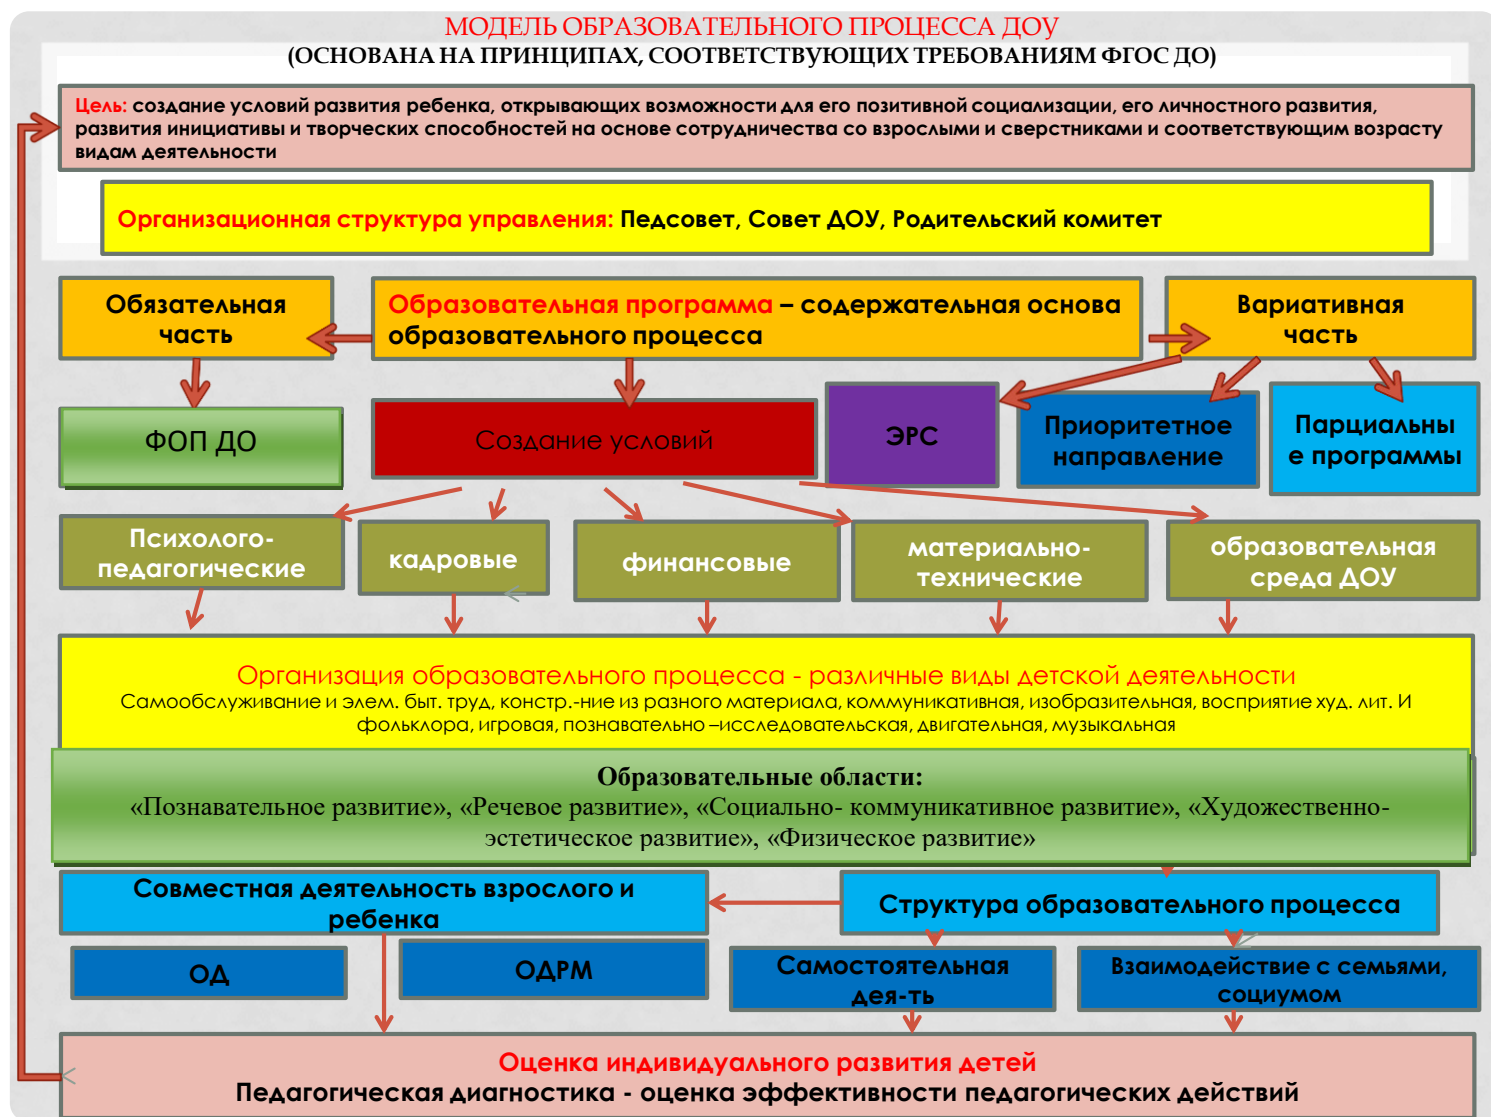 МОДЕЛЬ ОБРАЗОВАТЕЛЬНОГО ПРОЦЕССА ДОУ
(ОСНОВАНА НА ПРИНЦИПАХ, СООТВЕТСТВУЮЩИХ ТРЕБОВАНИЯМ ФГОС ДО)
Цель: создание условий развития ребенка, открывающих возможности для его позитивной социализации, его личностного развития,
развития инициативы и творческих способностей на основе сотрудничества со взрослыми и сверстниками и соответствующим возрасту
видам деятельности
Организационная структура управления: Педсовет, Совет ДОУ, Родительский комитет
Обязательная
часть
Образовательная программа – содержательная основа
образовательного процесса
Вариативная
часть
ФОП ДО
Создание условий
ЭРС
Приоритетное
направление
Парциальны
е программы
Психолого-
педагогические
кадровые
финансовые
материально-
технические
образовательная
среда ДОУ
Организация образовательного процесса - различные виды детской деятельности
Самообслуживание и элем. быт. труд, констр.-ние из разного материала, коммуникативная, изобразительная, восприятие худ. лит. И
фольклора, игровая, познавательно –исследовательская, двигательная, музыкальная
Образовательные области:
«Познавательное развитие», «Речевое развитие», «Социально- коммуникативное развитие», «Художественно-
эстетическое развитие», «Физическое развитие»
Совместная деятельность взрослого и
ребенка
Структура образовательного процесса
ОД
ОДРМ
Самостоятельная
дея-ть
Взаимодействие с семьями,
социумом
Оценка индивидуального развития детей
Педагогическая диагностика - оценка эффективности педагогических действий